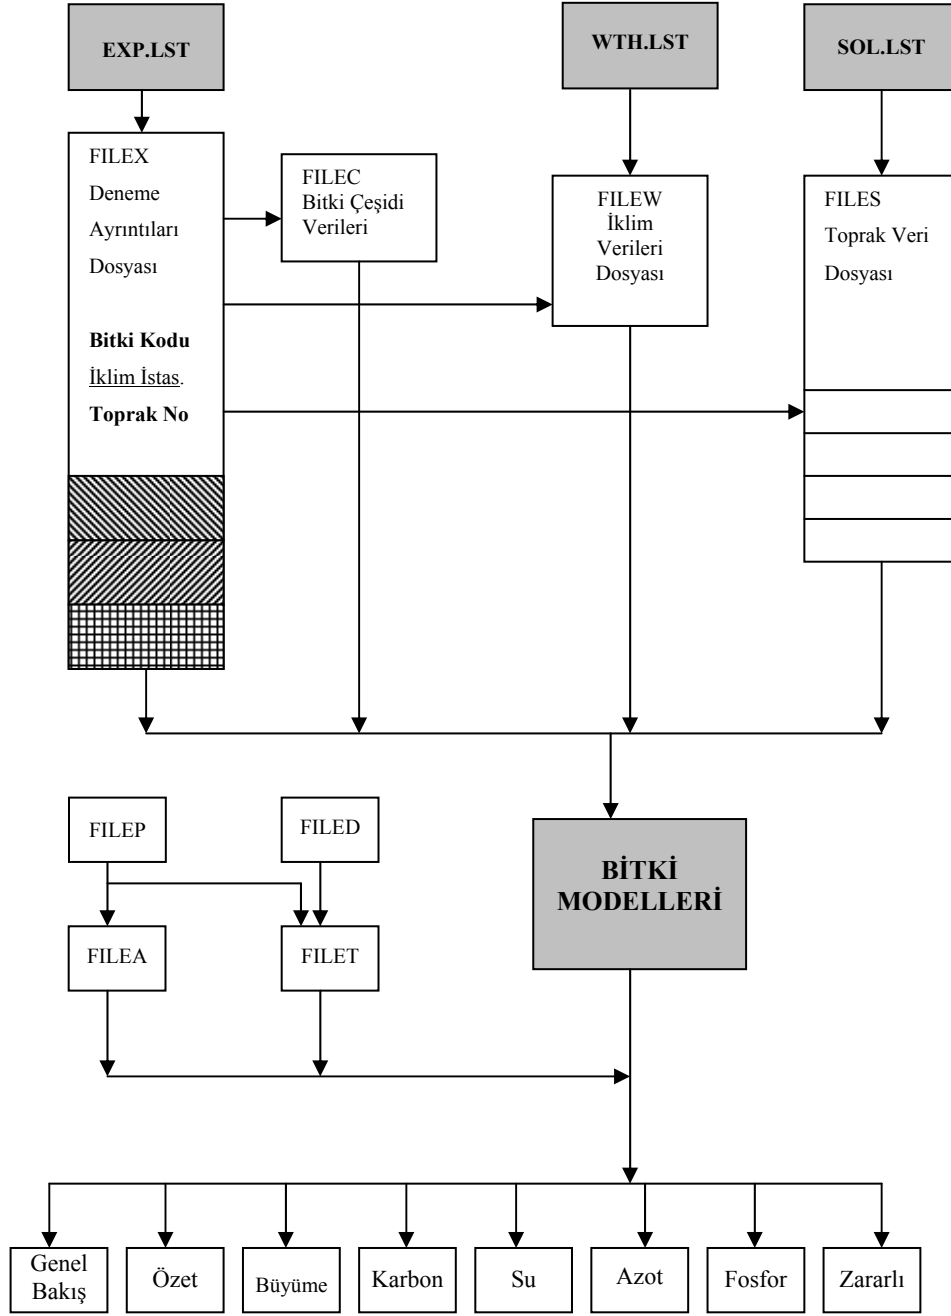 EXP.LST
WTH.LST
SOL.LST
FILEX
Deneme
Ayrıntıları
Dosyası
Bitki Kodu
İklim İstas.
Toprak No
FILEC
Bitki Çeşidi
Verileri
FILEW
İklim
Verileri
Dosyası
FILES
Toprak Veri
Dosyası
FILEP
FILED
BİTKİ
MODELLERİ
FILEA
FILET
Genel
Bakış
Özet
Büyüme
Karbon
Su
Azot
Fosfor
Zararlı